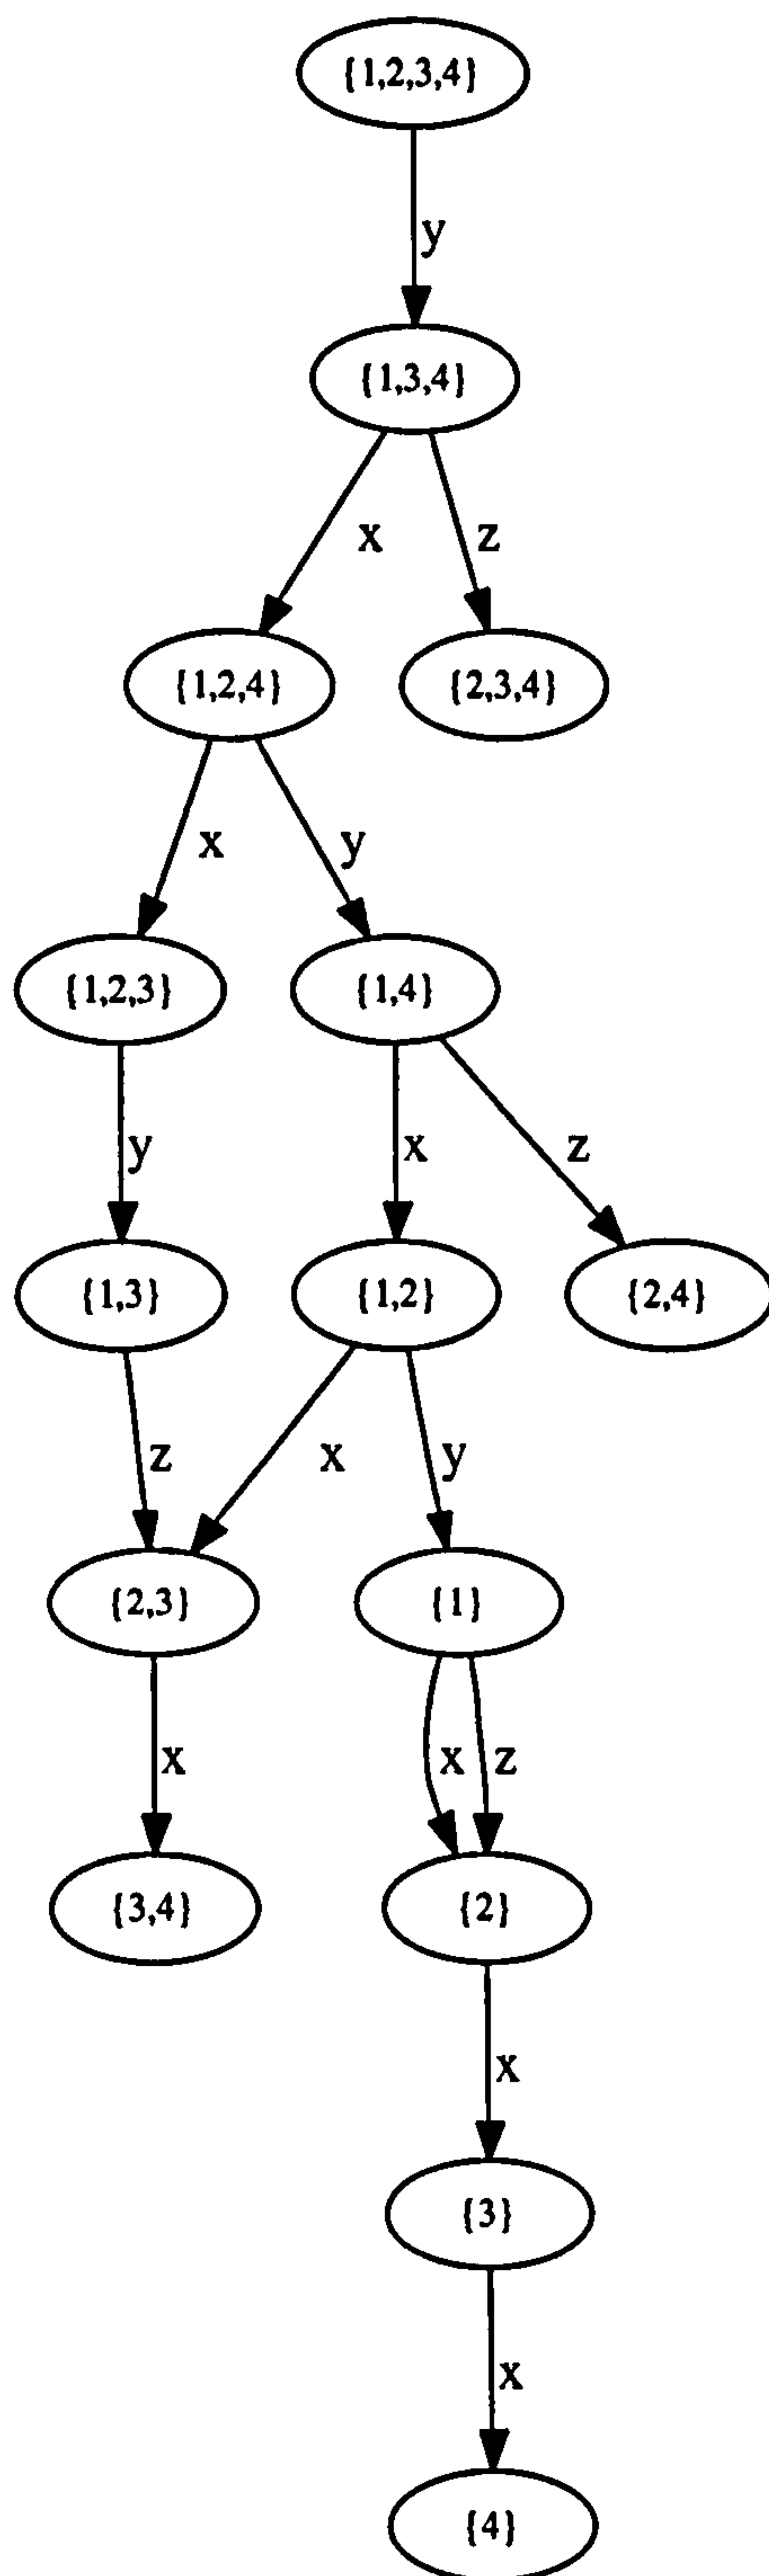 {1,2,3,4}
y
{1,3,4}
x z
{1,2,4} {2,3,4}
x y
{1,2,3} {1,4}
y x z
{1,3} {1,2} {2,4}
z x y
{2,3} {1}
x x z
{3,4} {2}
x
{3}
x
{4}